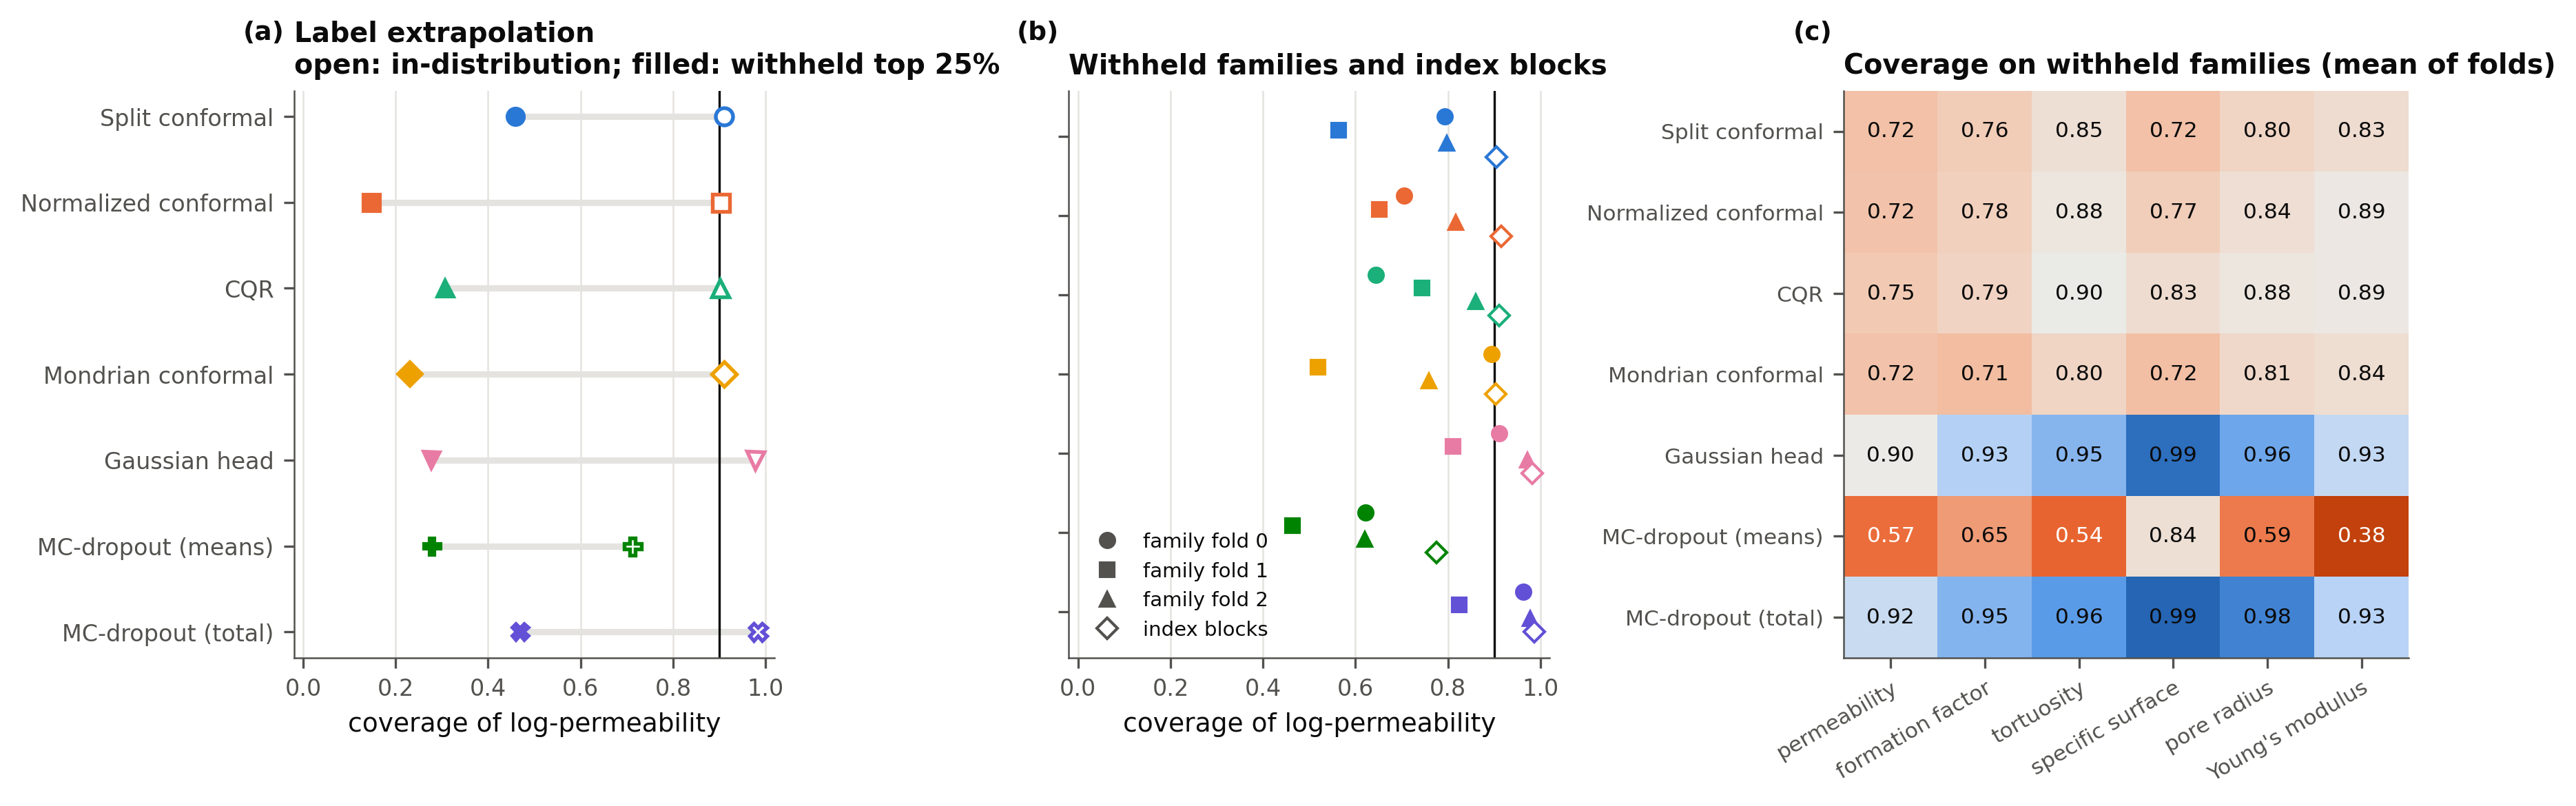 (a) Label extrapolation
open: in-distribution; filled: withheld top 25%
Split conformal
Normalized conformal
CQR
Mondrian conformal
Gaussian head
MC-dropout (means)
MC-dropout (total)
0.0 0.2 0.4 0.6 0.8 1.0
coverage of log-permeability
(b)
Withheld families and index blocks
family fold 0
family fold 1
family fold 2
index blocks
0.0 0.2 0.4 0.6 0.8 1.0
coverage of log-permeability
(c)
Coverage on withheld families (mean of folds)
Split conformal 0.72 0.76 0.85 0.72 0.80 0.83
Normalized conformal 0.72 0.78 0.88 0.77 0.84 0.89
CQR 0.75 0.79 0.90 0.83 0.88 0.89
Mondrian conformal 0.72 0.71 0.80 0.72 0.81 0.84
Gaussian head 0.90 0.93 0.95 0.99 0.96 0.93
MC-dropout (means) 0.57 0.65 0.54 0.84 0.59 0.38
MC-dropout (total) 0.92 0.95 0.96 0.99 0.98 0.93
permeability
formation factor
tortuosity
specific surface
pore radius
Young's modulus